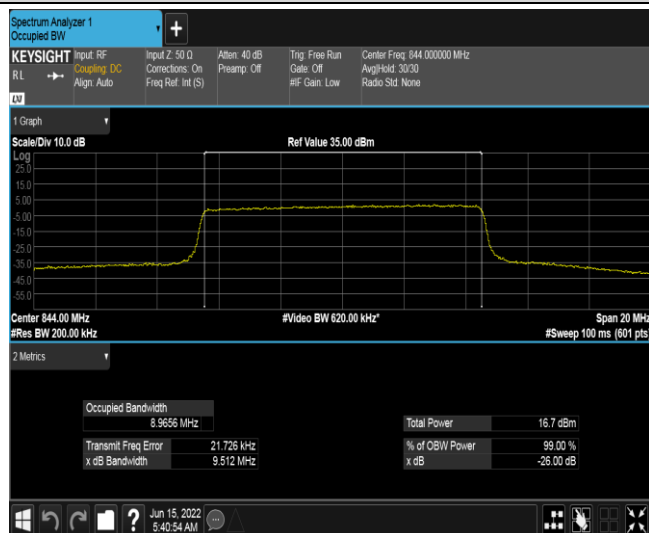 Spectrum Analyzer 1
Occupied BW
+
KEYSIGHT Input: RF Input Z: 50 Ω Atten: 40 dB Trig: Free Run Center Freq: 844.000000 MHz
RL Coupling: DC Corrections: On Preamp: Off Gate: Off Avg|Hold: 30/30
Align: Auto Freq Ref: Int (S) #IF Gain: Low Radio Std: None
LXI
1 Graph
Scale/Div 10.0 dB Ref Value 35.00 dBm
Log
25.0
15.0
5.00
-5.00
-15.0
-25.0
-35.0
-45.0
-55.0
Center 844.00 MHz #Video BW 620.00 kHz* Span 20 MHz
#Res BW 200.00 kHz #Sweep 100 ms (601 pts
2 Metrics
Occupied Bandwidth
8.9656 MHz Total Power 16.7 dBm
Transmit Freq Error 21.726 kHz % of OBW Power 99.00 %
x dB Bandwidth 9.512 MHz x dB -26.00 dB
? Jun 15, 2022
5:40:54 AM